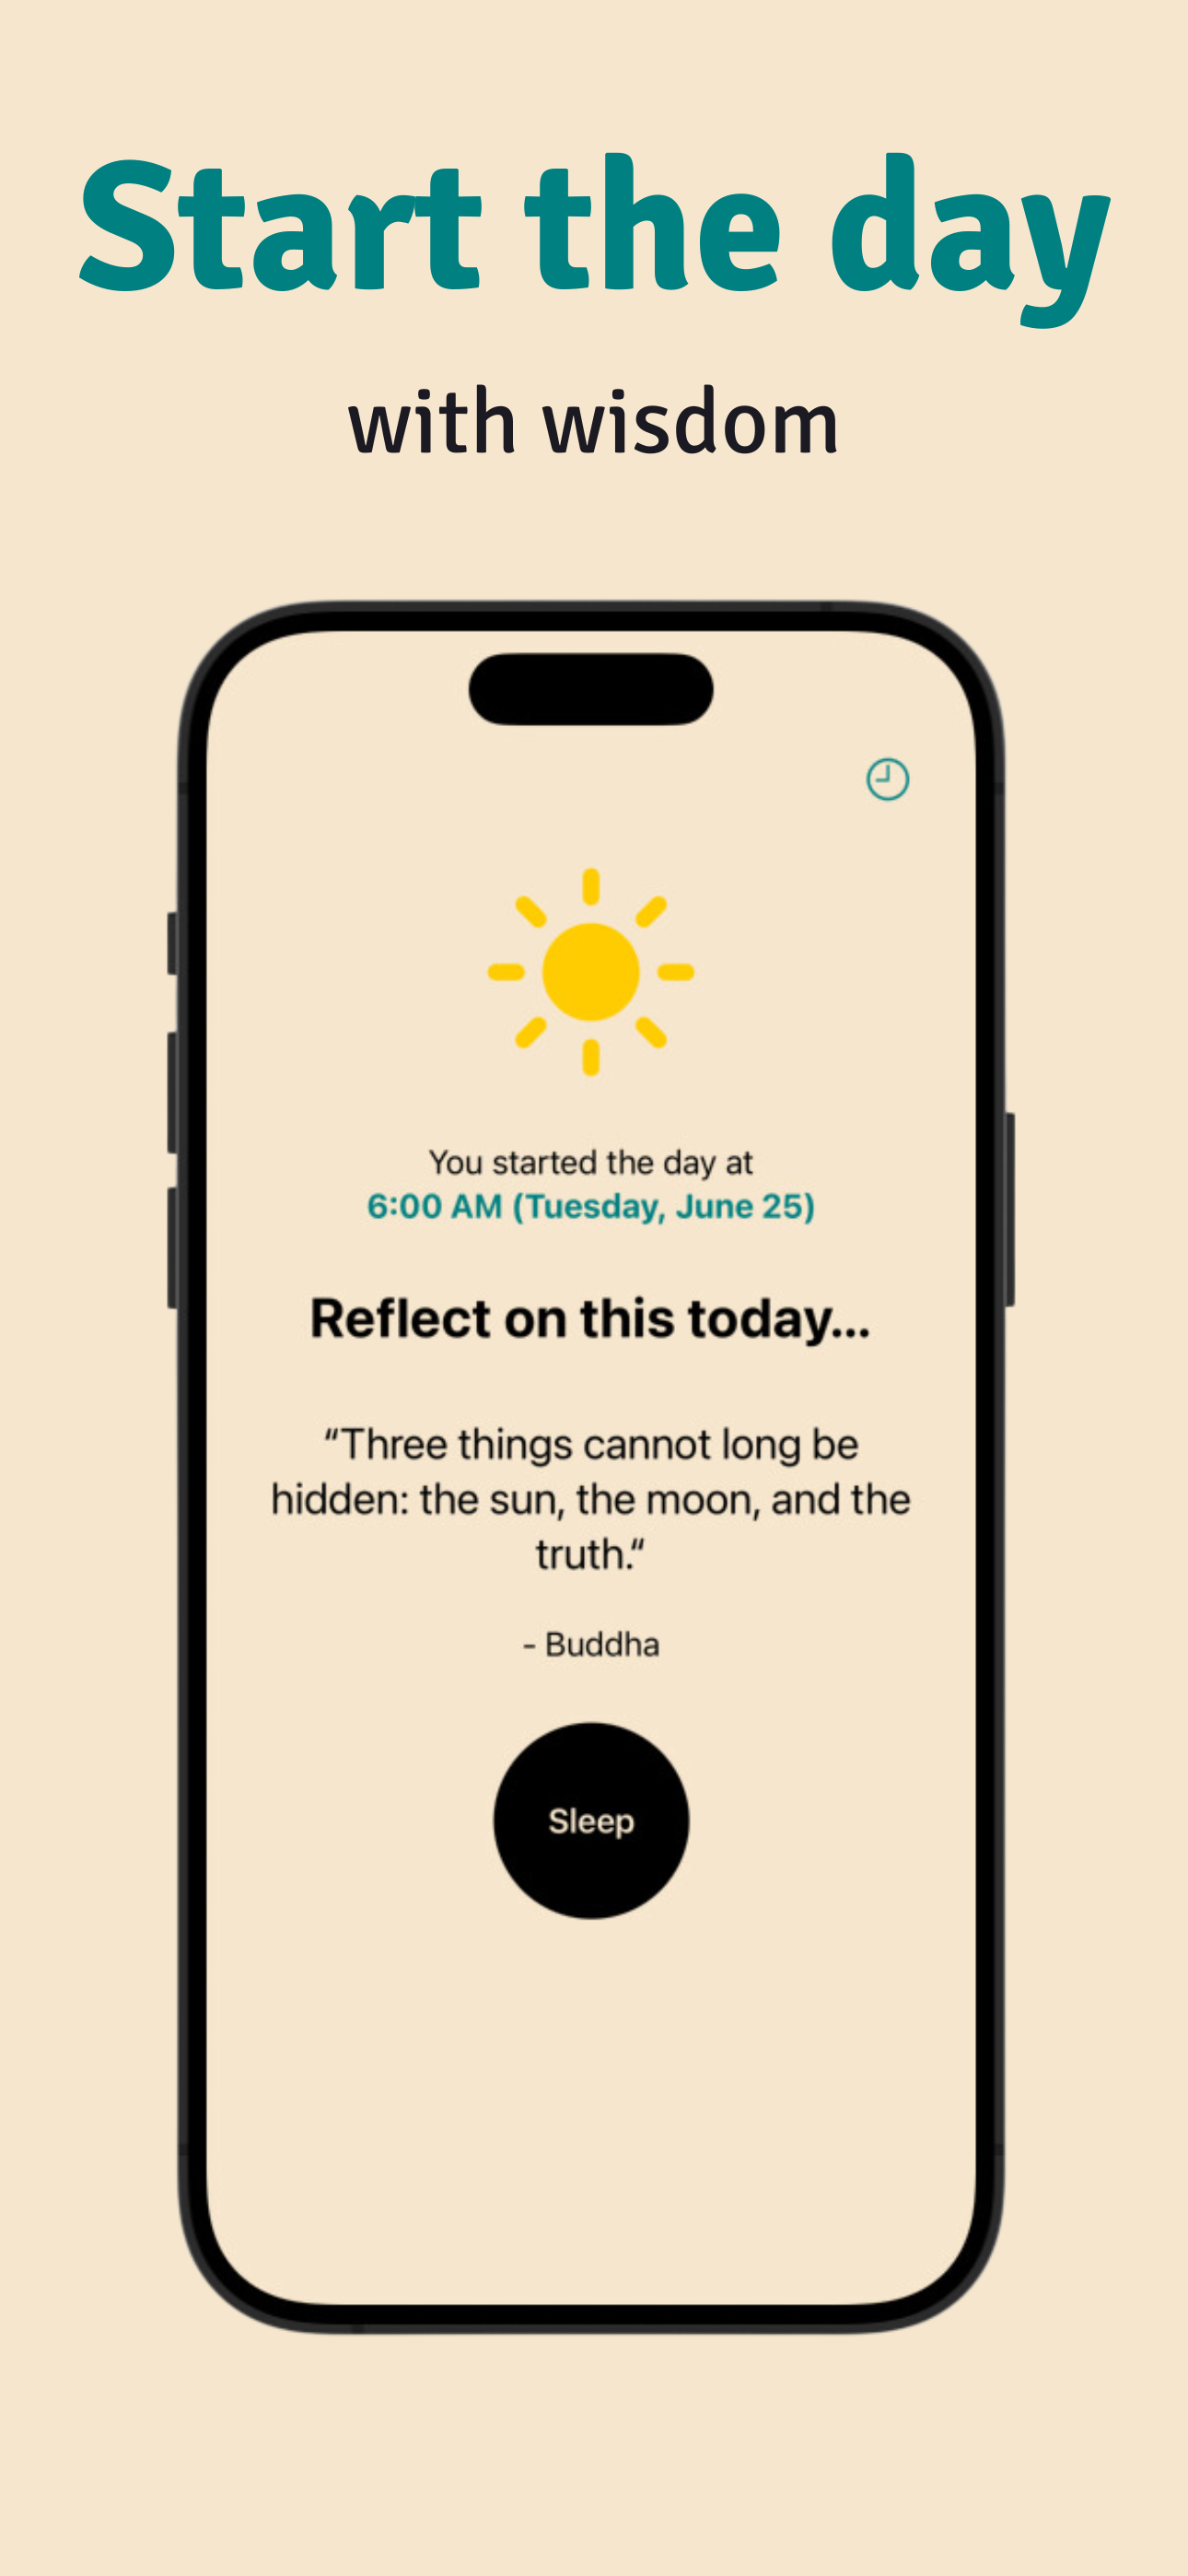 Start the day
with wisdom
You started the day at
6:00 AM (Tuesday, June 25)
Reflect on this today...
“Three things cannot long be
hidden: the sun, the moon, and the
truth.“
- Buddha
Sleep